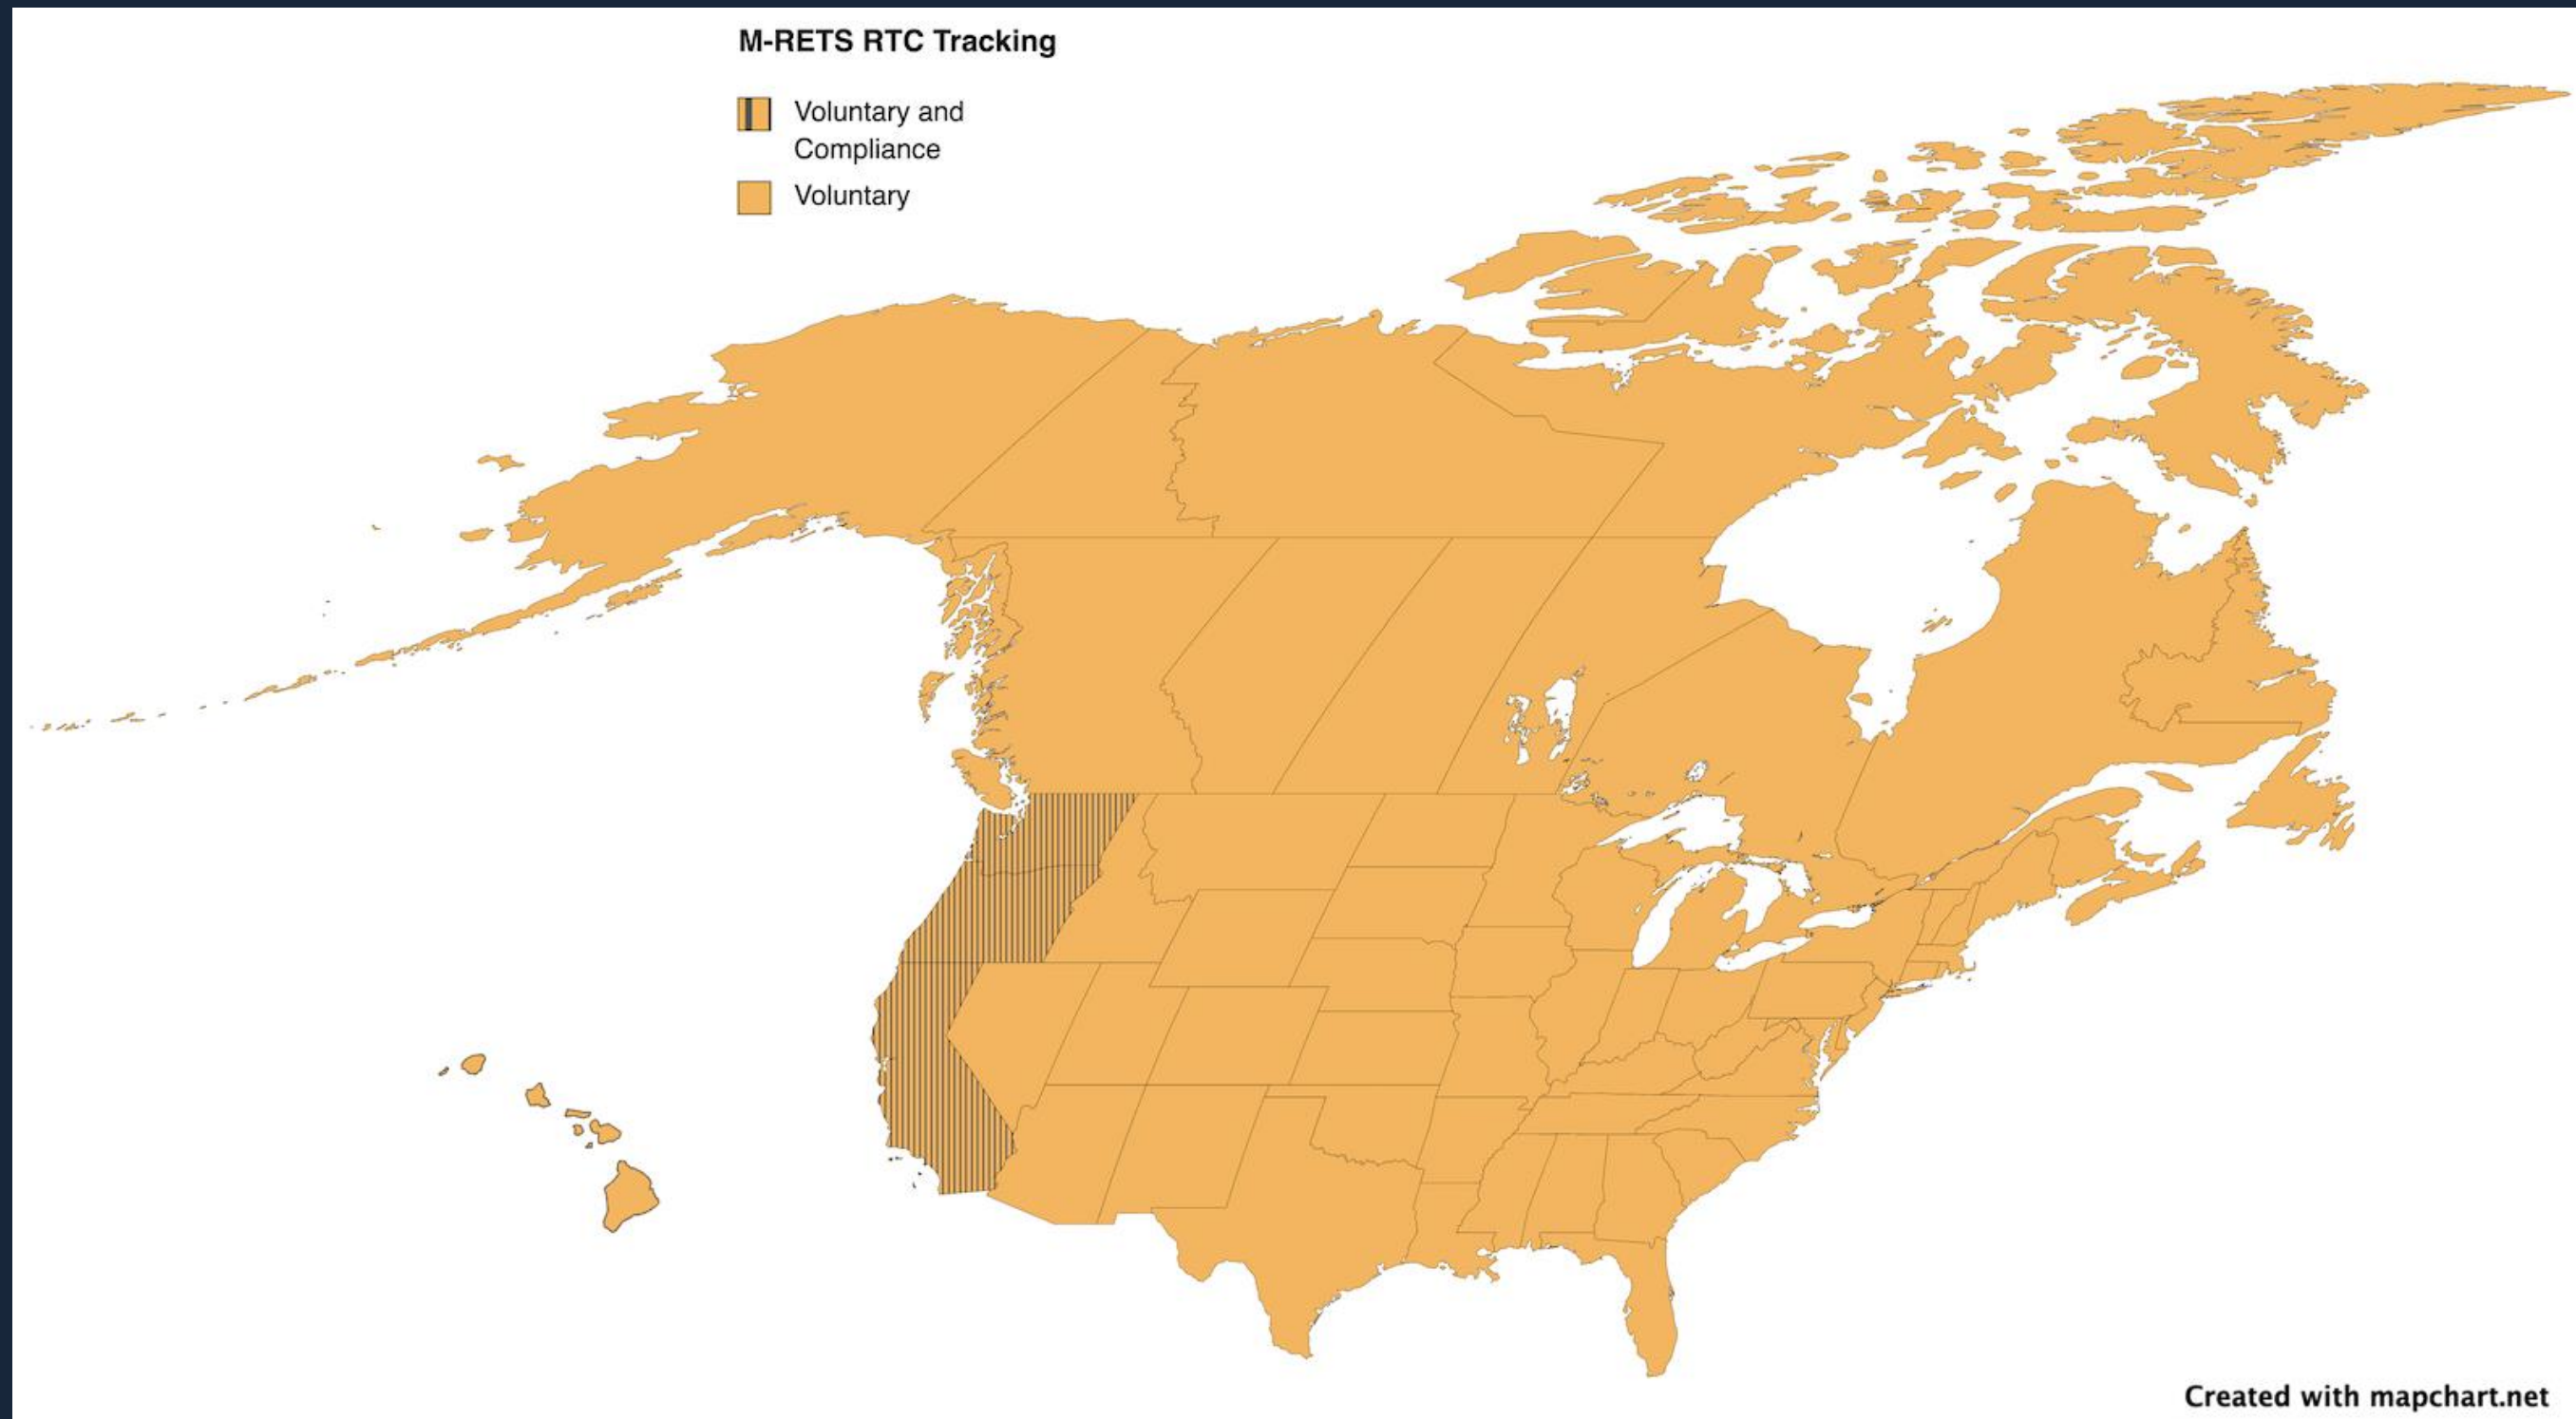 M-RETS RTC Tracking
Voluntary and
Compliance
Voluntary
Created with mapchart.net